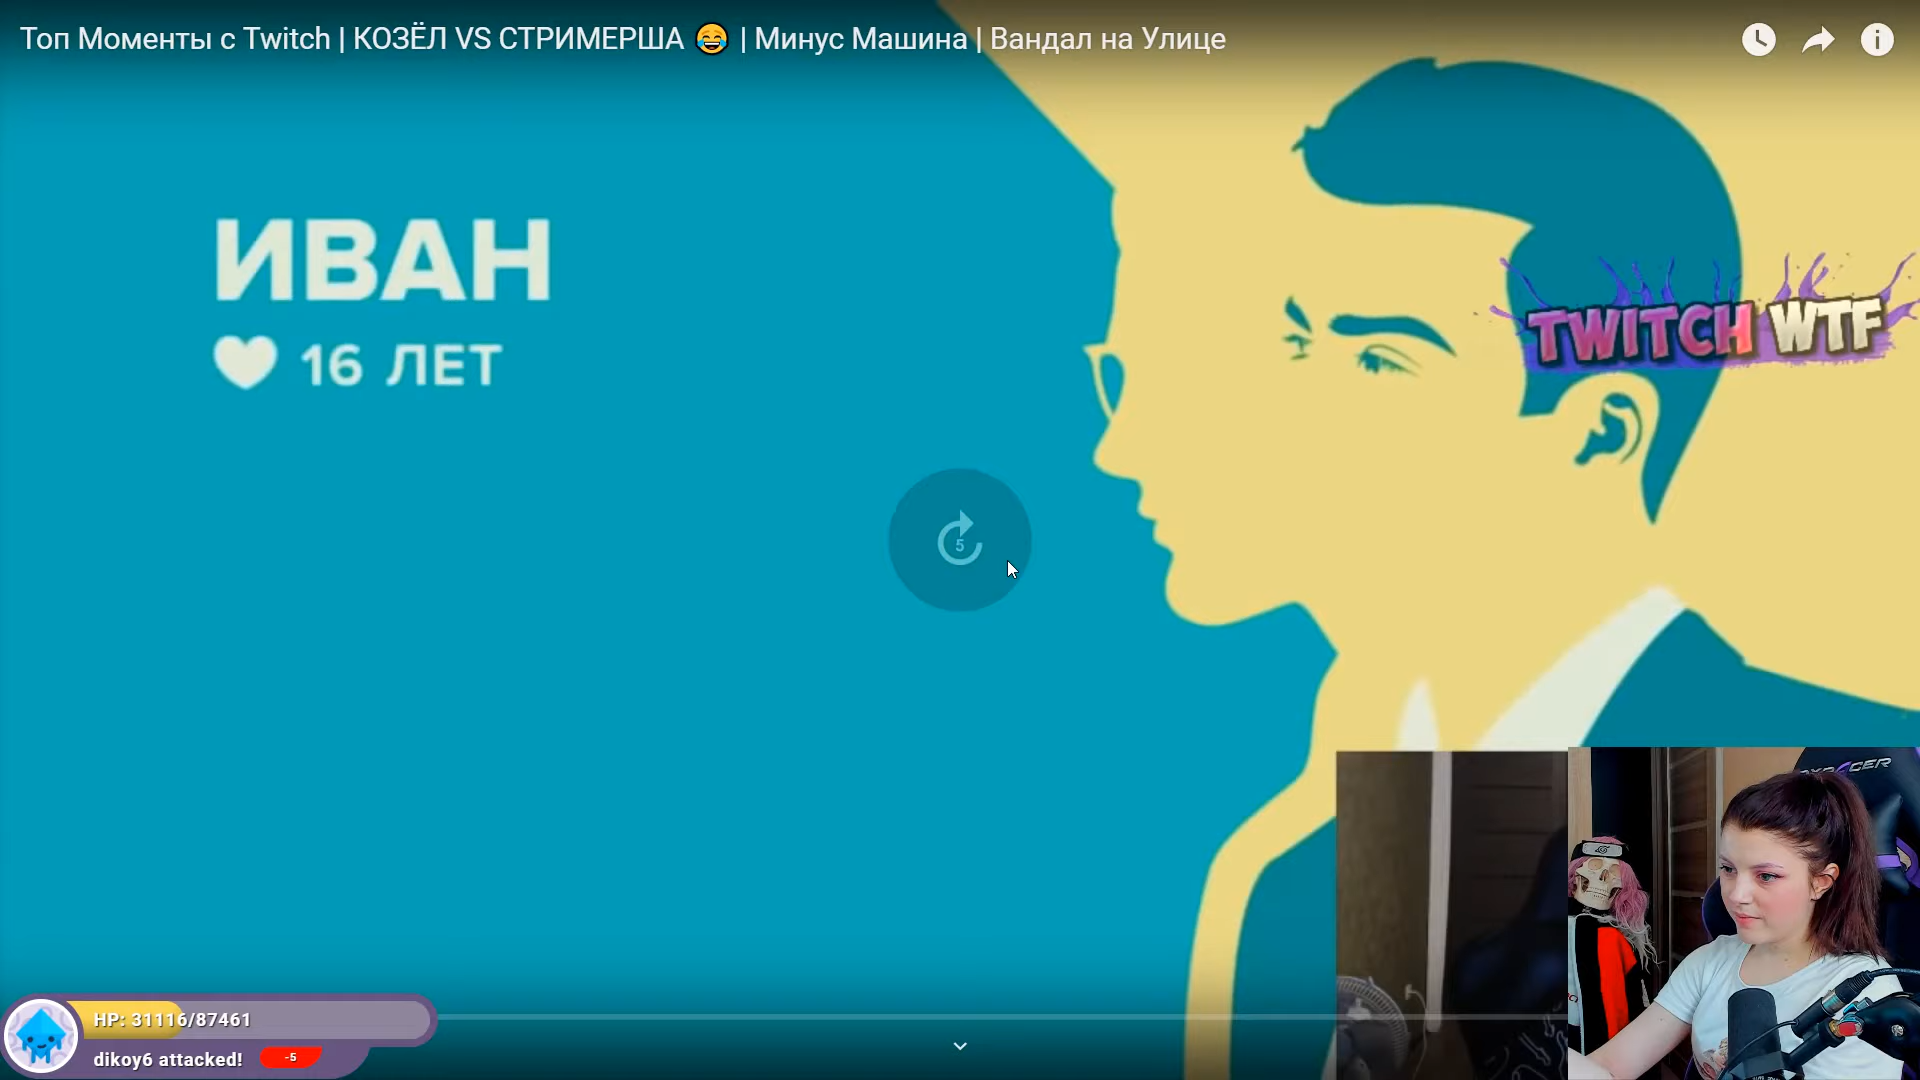 Топ Моменты с Twitch | КОЗЁЛ VS СТРИМЕРША 😂 | Минус Машина | Вандал на Улице
ИВАН
16 ЛЕТ
TWITCH WTF
5
HP: 31116/87461
dikoy6 attacked! -5